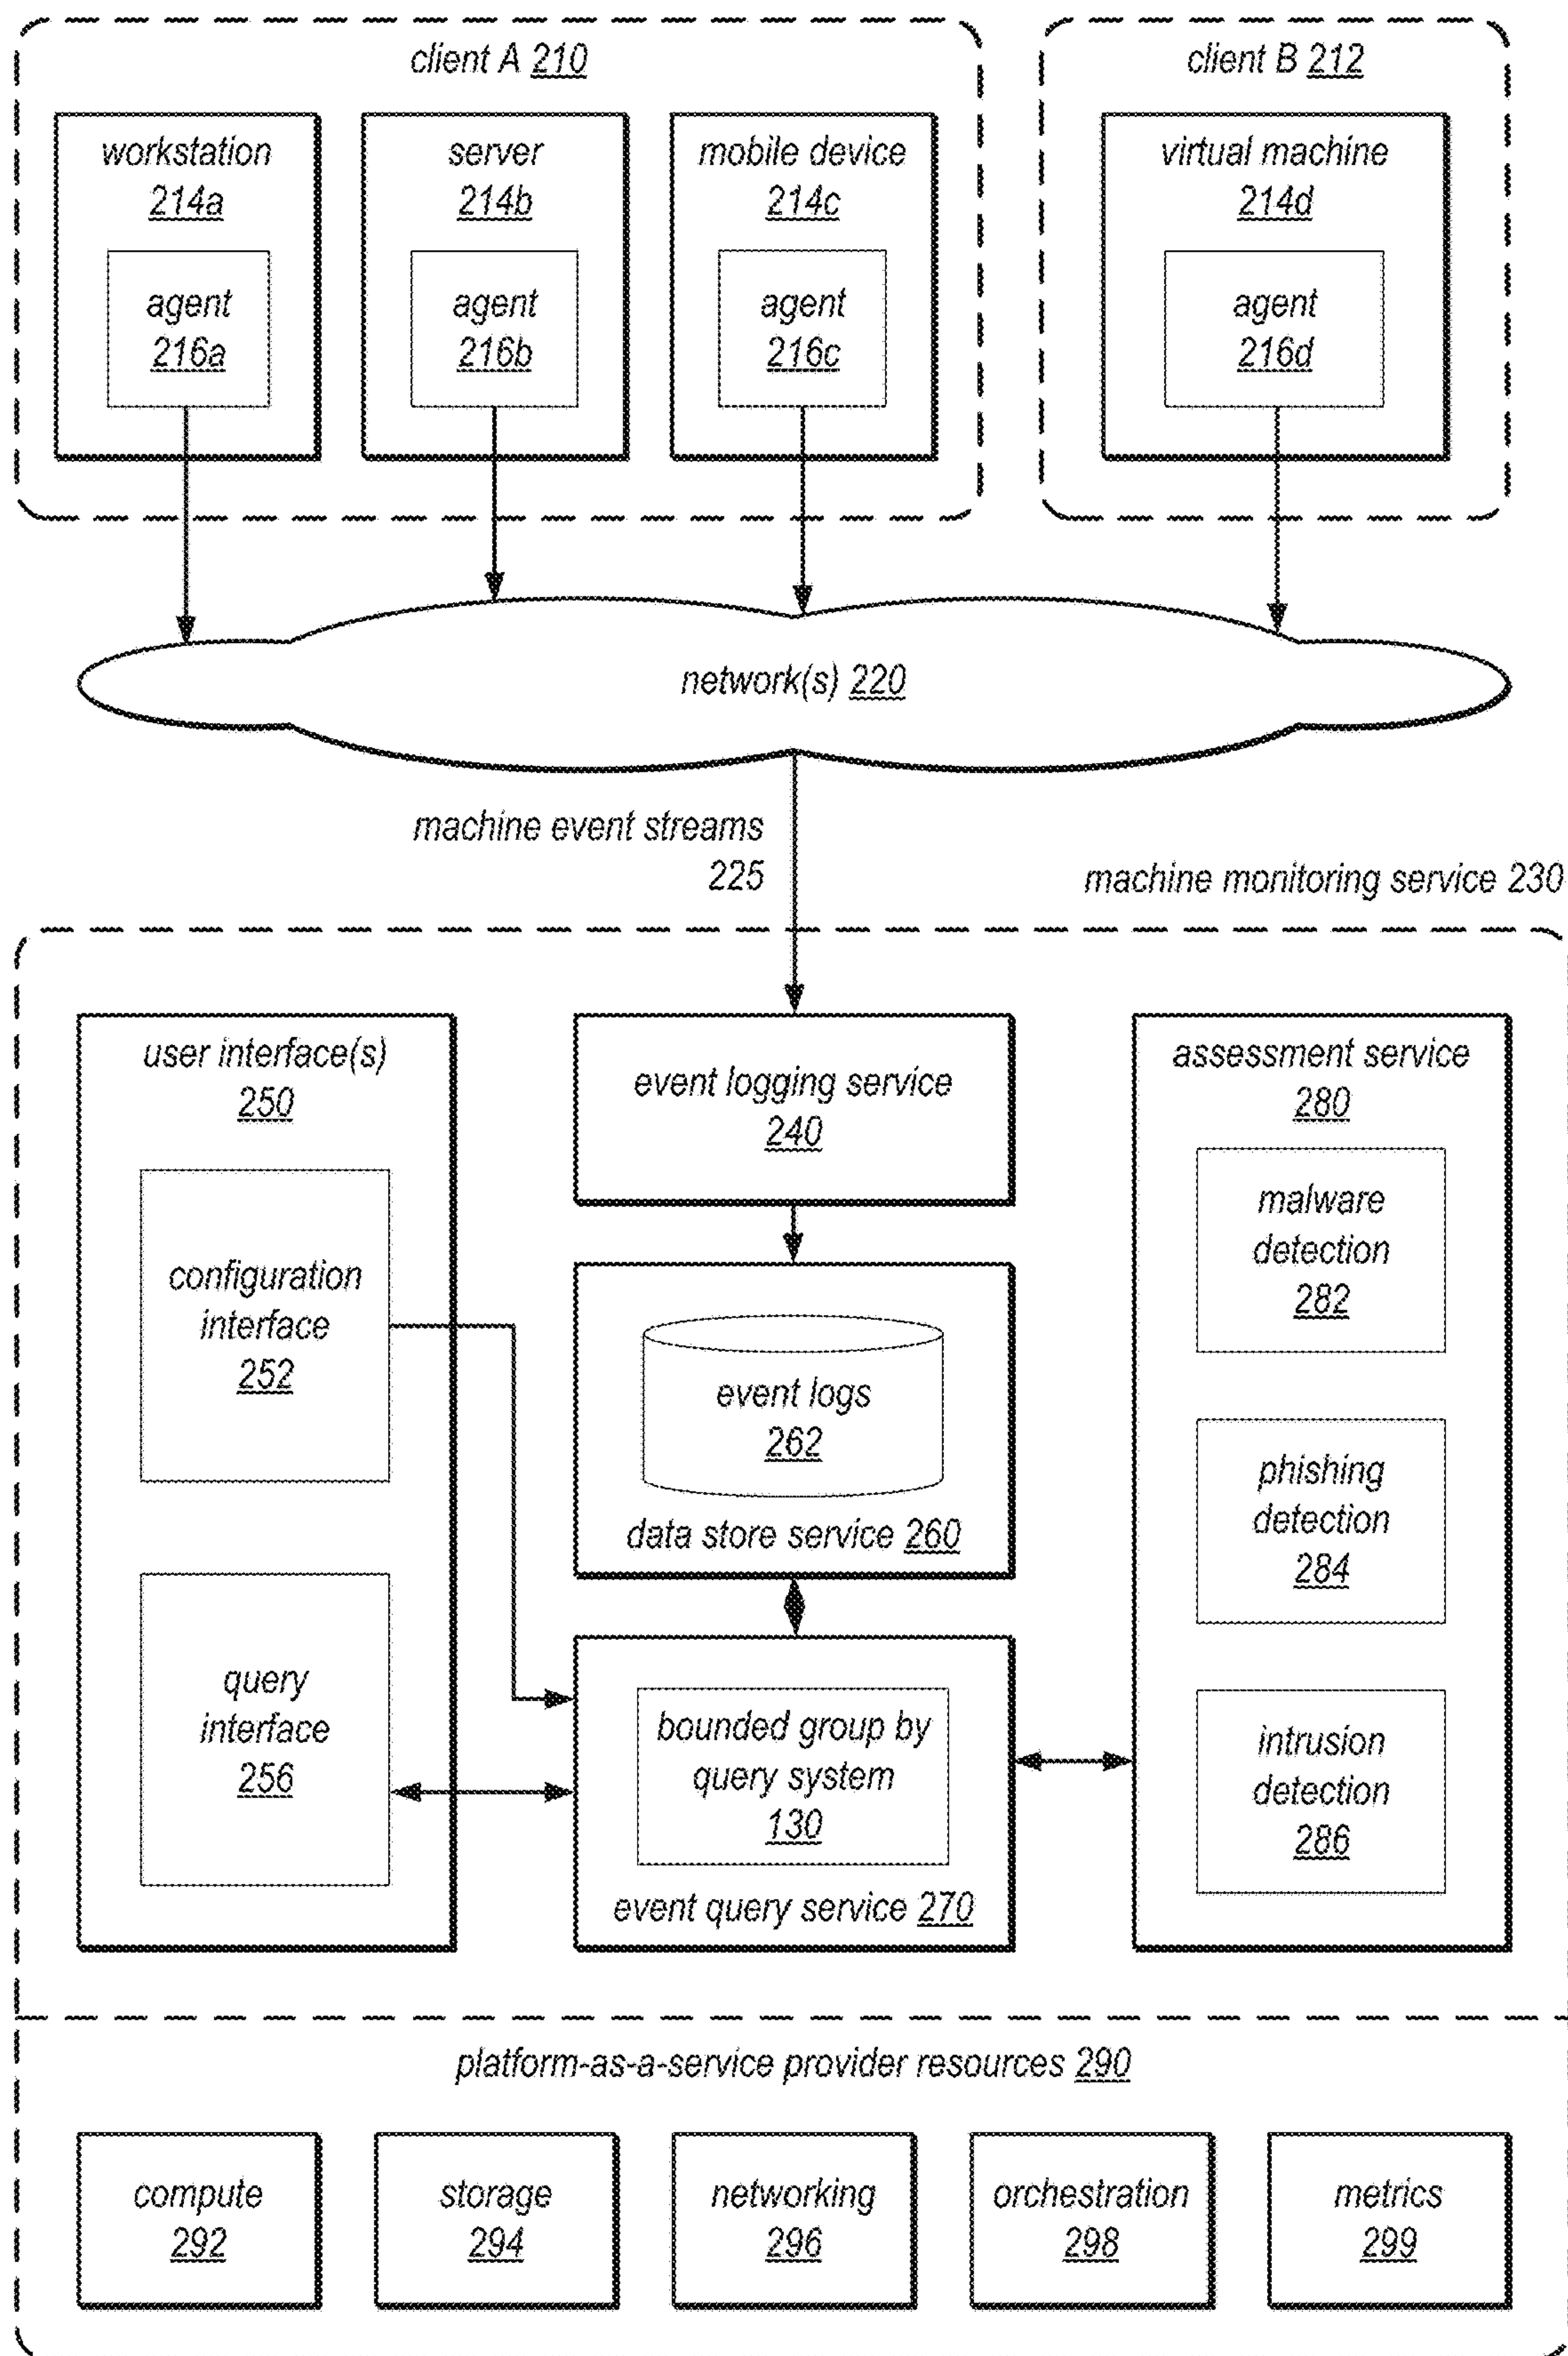 client A 210
client B 212
workstation
214a
server
214b
mobile device
214c
virtual machine
214d
agent
216a
agent
216b
agent
216c
agent
216d
network(s) 220
machine event streams
225
machine monitoring service 230
user interface(s)
250
configuration
interface
252
query
interface
256
event logging service
240
event logs
262
data store service 260
bounded group by
query system
130
event query service 270
assessment service
280
malware
detection
282
phishing
detection
284
intrusion
detection
286
platform-as-a-service provider resources 290
compute
292
storage
294
networking
296
orchestration
298
metrics
299